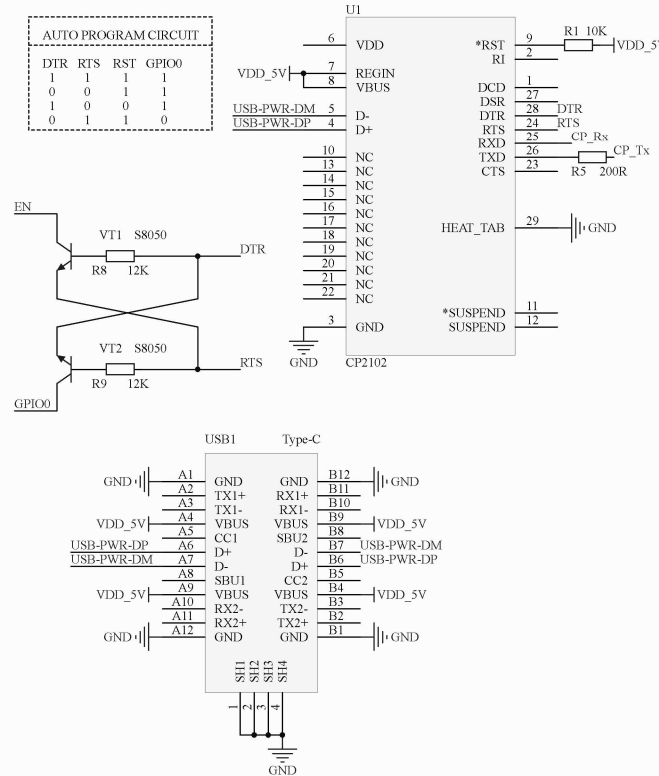 AUTO PROGRAM CIRCUIT
DTR RTS RST GPIO0
1 1 1 1
0 0 1 1
1 0 0 1
0 1 1 0
U1
6 VDD
VDD_5V 7 REGIN
8 VBUS
USB-PWR-DM 5 D-
USB-PWR-DP 4 D+
10 NC
13 NC
14 NC
15 NC
16 NC
17 NC
18 NC
19 NC
20 NC
21 NC
22 NC
3 GND
GND
*RST 9 R1 10K VDD_5
RI 2
DCD 1
DSR 27
DTR 28 DTR
RTS 24 RTS
RXD 25 CP_Rx
TXD 26 CP_Tx
CTS 23 R5 200R
HEAT_TAB 29 GND
*SUSPEND 11
SUSPEND 12
CP2102
EN
VT1 S8050
DTR
R8 12K
VT2 S8050
RTS
R9 12K
GPIO0
USB1 Type-C
GND A1 GND GND B12 GND
A2 TX1+ RX1+ B11
A3 TX1- RX1- B10
VDD_5V A4 VBUS VBUS B9 VDD_5V
A5 CC1 SBU2 B8
USB-PWR-DP A6 D+ D- B7 USB-PWR-DM
USB-PWR-DM A7 D- D+ B6 USB-PWR-DP
A8 SBU1 CC2 B5
VDD_5V A9 VBUS VBUS B4 VDD_5V
A10 RX2- TX2- B3
A11 RX2+ TX2+ B2
GND A12 GND GND B1 GND
SH1 SH2 SH3 SH4
1 2 3 4
GND